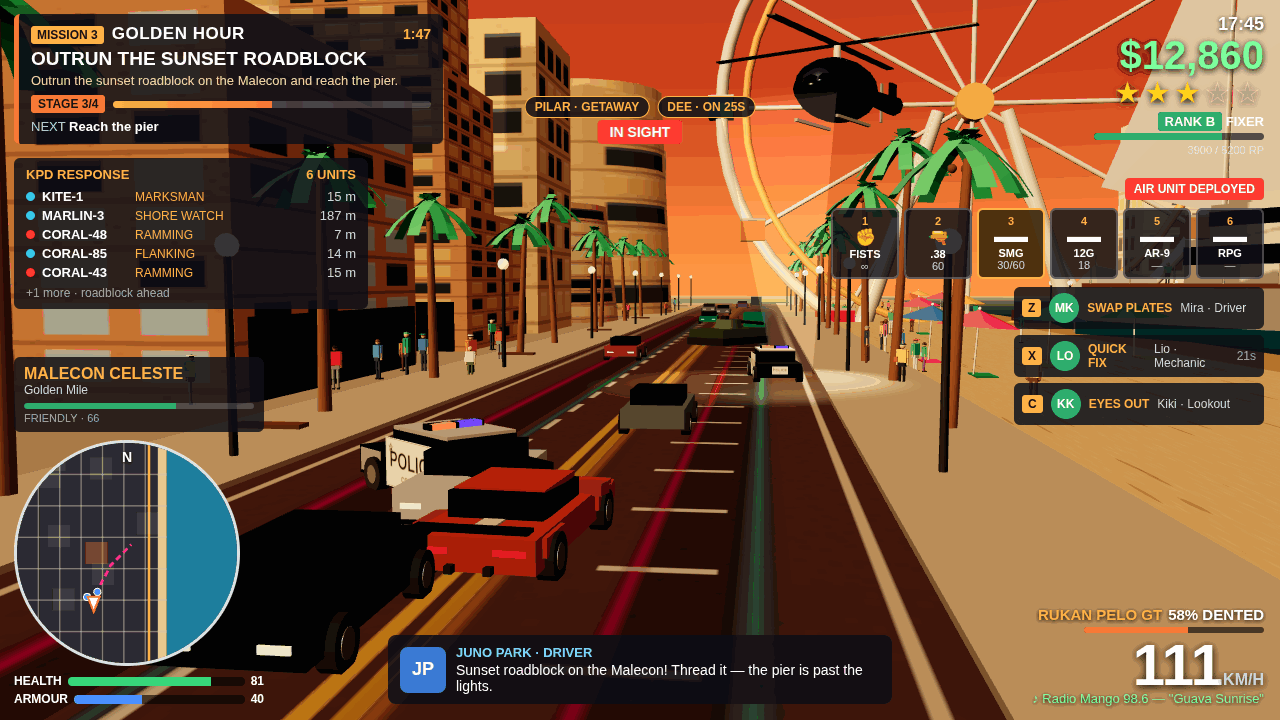 MISSION 3 GOLDEN HOUR 1:47
OUTRUN THE SUNSET ROADBLOCK
Outrun the sunset roadblock on the Malecon and reach the pier.
STAGE 3/4
NEXT Reach the pier
KPD RESPONSE 6 UNITS
KITE-1 MARKSMAN 15 m
MARLIN-3 SHORE WATCH 187 m
CORAL-48 RAMMING 7 m
CORAL-85 FLANKING 14 m
CORAL-43 RAMMING 15 m
+1 more · roadblock ahead
PILAR · GETAWAY DEE · ON 25S
IN SIGHT
17:45
$12,860
★★★☆☆
RANK B FIXER
3900 / 5200 RP
AIR UNIT DEPLOYED
1 2 3 4 5 6
FISTS .38 SMG 12G AR-9 RPG
∞ 60 30/60 18 — —
Z MK SWAP PLATES Mira · Driver
X LO QUICK FIX Lio · Mechanic 21s
C KK EYES OUT Kiki · Lookout
MALECON CELESTE
Golden Mile
FRIENDLY · 66
N
POLIC
HEALTH 81
ARMOUR 40
JP
JUNO PARK · DRIVER
Sunset roadblock on the Malecon! Thread it — the pier is past the
lights.
RUKAN PELO GT 58% DENTED
111 KM/H
♪ Radio Mango 98.6 — "Guava Sunrise"